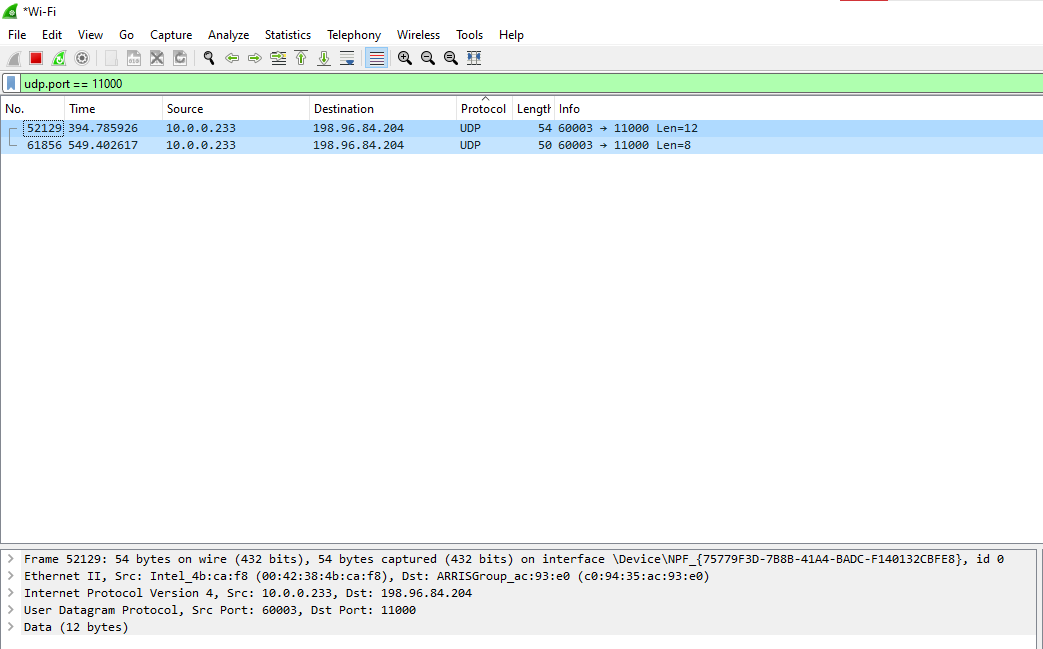 *Wi-Fi
File Edit View Go Capture Analyze Statistics Telephony Wireless Tools Help
udp.port == 11000
No. Time Source Destination Protocol Length Info
52129 394.785926 10.0.0.233 198.96.84.204 UDP 54 60003 → 11000 Len=12
61856 549.402617 10.0.0.233 198.96.84.204 UDP 50 60003 → 11000 Len=8
Frame 52129: 54 bytes on wire (432 bits), 54 bytes captured (432 bits) on interface \Device\NPF_{75779F3D-7B8B-41A4-BADC-F140132CBFE8}, id 0
Ethernet II, Src: Intel_4b:ca:f8 (00:42:38:4b:ca:f8), Dst: ARRISGroup_ac:93:e0 (c0:94:35:ac:93:e0)
Internet Protocol Version 4, Src: 10.0.0.233, Dst: 198.96.84.204
User Datagram Protocol, Src Port: 60003, Dst Port: 11000
Data (12 bytes)